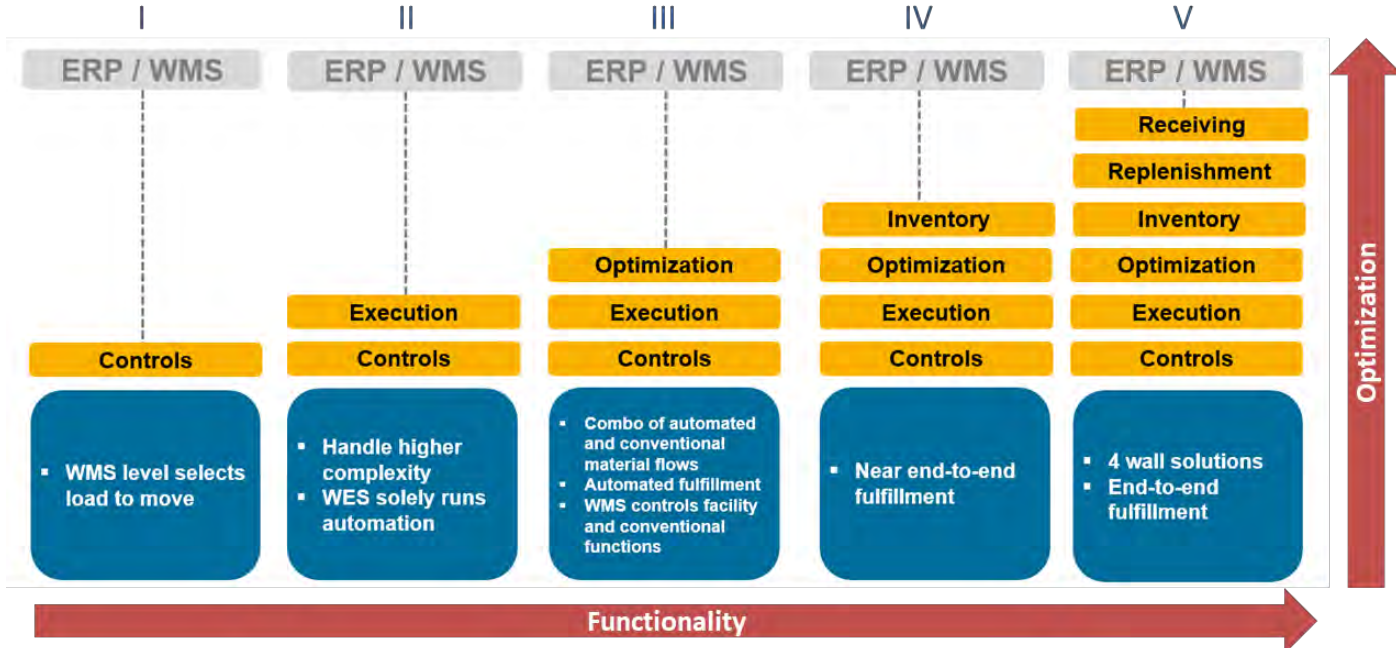 I
II
III
IV
V
ERP / WMS
ERP / WMS
ERP / WMS
ERP / WMS
ERP / WMS
Receiving
Replenishment
Inventory
Inventory
Optimization
Optimization
Optimization
Execution
Execution
Execution
Execution
Controls
Controls
Controls
Controls
Controls
▪ WMS level selects
load to move
▪ Handle higher
complexity
▪ WES solely runs
automation
▪ Combo of automated
and conventional
material flows
▪ Automated fulfillment
▪ WMS controls facility
and conventional
functions
▪ Near end-to-end
fulfillment
▪ 4 wall solutions
▪ End-to-end
fulfillment
Optimization
Functionality